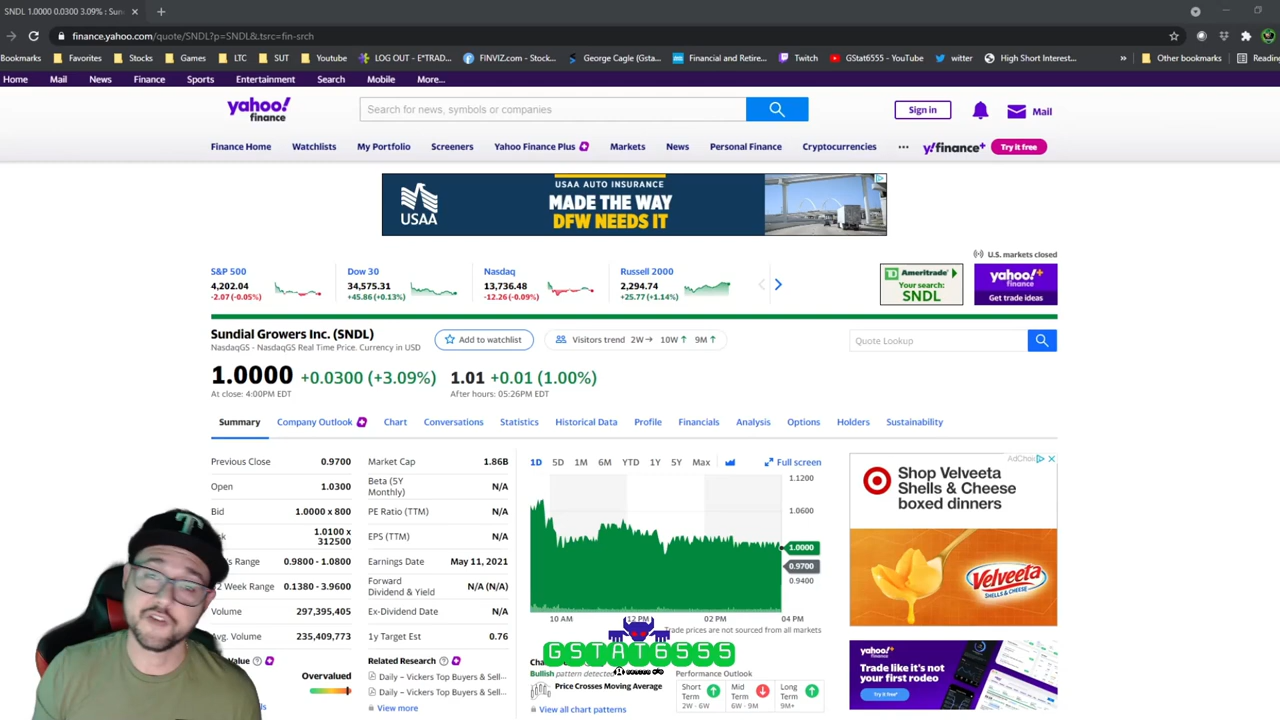 SNDL 1.0000 0.0300 3.09% : Sun
finance.yahoo.com/quote/SNDL?p=SNDL&.tsrc=fin-srch
Bookmarks Favorites Stocks Games LTC SUT Youtube LOG OUT - E*TRAD... FINVIZ.com - Stock... George Cagle (Gsta... Financial and Retire... Twitch GStat6555 - YouTube witter High Short Interest... » Other bookmarks Reading
Home Mail News Finance Sports Entertainment Search Mobile More...
yahoo!
finance
Search for news, symbols or companies
Sign in
Mail
Finance Home Watchlists My Portfolio Screeners Yahoo Finance Plus Markets News Personal Finance Cryptocurrencies ... y!finance+ Try it free
USAA
USAA AUTO INSURANCE
MADE THE WAY
DFW NEEDS IT
U.S. markets closed
S&P 500
4,202.04
-2.07 (-0.05%)
Dow 30
34,575.31
+45.86 (+0.13%)
Nasdaq
13,736.48
-12.26 (-0.09%)
Russell 2000
2,294.74
+25.77 (+1.14%)
Ameritrade
Your search:
SNDL
yahoo!+
finance
Get trade ideas
Sundial Growers Inc. (SNDL)
NasdaqGS - NasdaqGS Real Time Price. Currency in USD
Add to watchlist
Visitors trend 2W→ 10W↑ 9M↑
Quote Lookup
1.0000 +0.0300 (+3.09%)
At close: 4:00PM EDT
1.01 +0.01 (1.00%)
After hours: 05:26PM EDT
Summary Company Outlook Chart Conversations Statistics Historical Data Profile Financials Analysis Options Holders Sustainability
Previous Close 0.9700
Open 1.0300
Bid 1.0000 x 800
1.0100 x
312500
s Range 0.9800 - 1.0800
2 Week Range 0.1380 - 3.9600
Volume 297,395,405
Avg. Volume 235,409,773
Value
Overvalued
Market Cap 1.86B
Beta (5Y
Monthly) N/A
PE Ratio (TTM) N/A
EPS (TTM) N/A
Earnings Date May 11, 2021
Forward
Dividend & Yield N/A (N/A)
Ex-Dividend Date N/A
1y Target Est 0.76
Related Research
Daily – Vickers Top Buyers & Sell...
Daily – Vickers Top Buyers & Sell...
View more
1D 5D 1M 6M YTD 1Y 5Y Max
Full screen
1.1200
1.0600
1.0000
0.9700
0.9400
10 AM 12 PM 02 PM 04 PM
Trade prices are not sourced from all markets
GSTAT6555
Bullish pattern detected
Price Crosses Moving Average
View all chart patterns
Performance Outlook
Short
Term
2W - 6W
Mid
Term
6W - 9M
Long
Term
9M+
AdChoi
Shop Velveeta
Shells & Cheese
boxed dinners
VELVEETA
SHELLS & CHEESE
yahoo!
finance
Trade like it's not
your first rodeo
Try it free